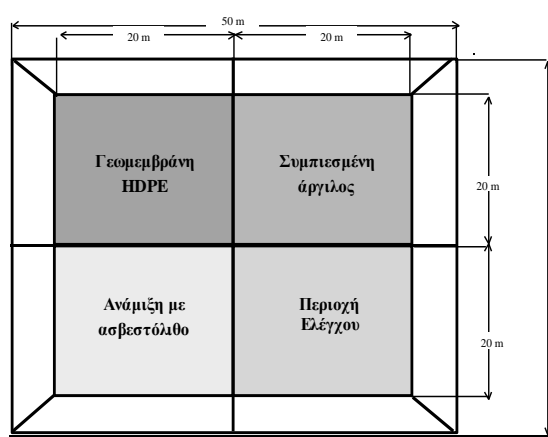 50 m
20 m
20 m
Γεωμεμβράνη
HDPE
Συμπιεσμένη
άργιλος
20 m
Ανάμιξη με
ασβεστόλιθο
Περιοχή
Ελέγχου
20 m